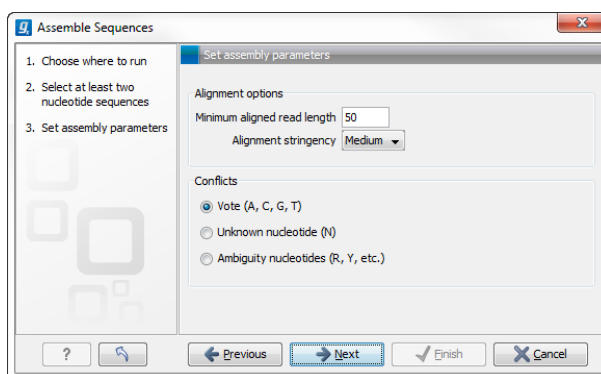 Assemble Sequences
1. Choose where to run
2. Select at least two
nucleotide sequences
3. Set assembly parameters
Set assembly parameters
Alignment options
Minimum aligned read length 50
Alignment stringency Medium
Conflicts
Vote (A, C, G, T)
Unknown nucleotide (N)
Ambiguity nucleotides (R, Y, etc.)
? Previous Next Finish Cancel